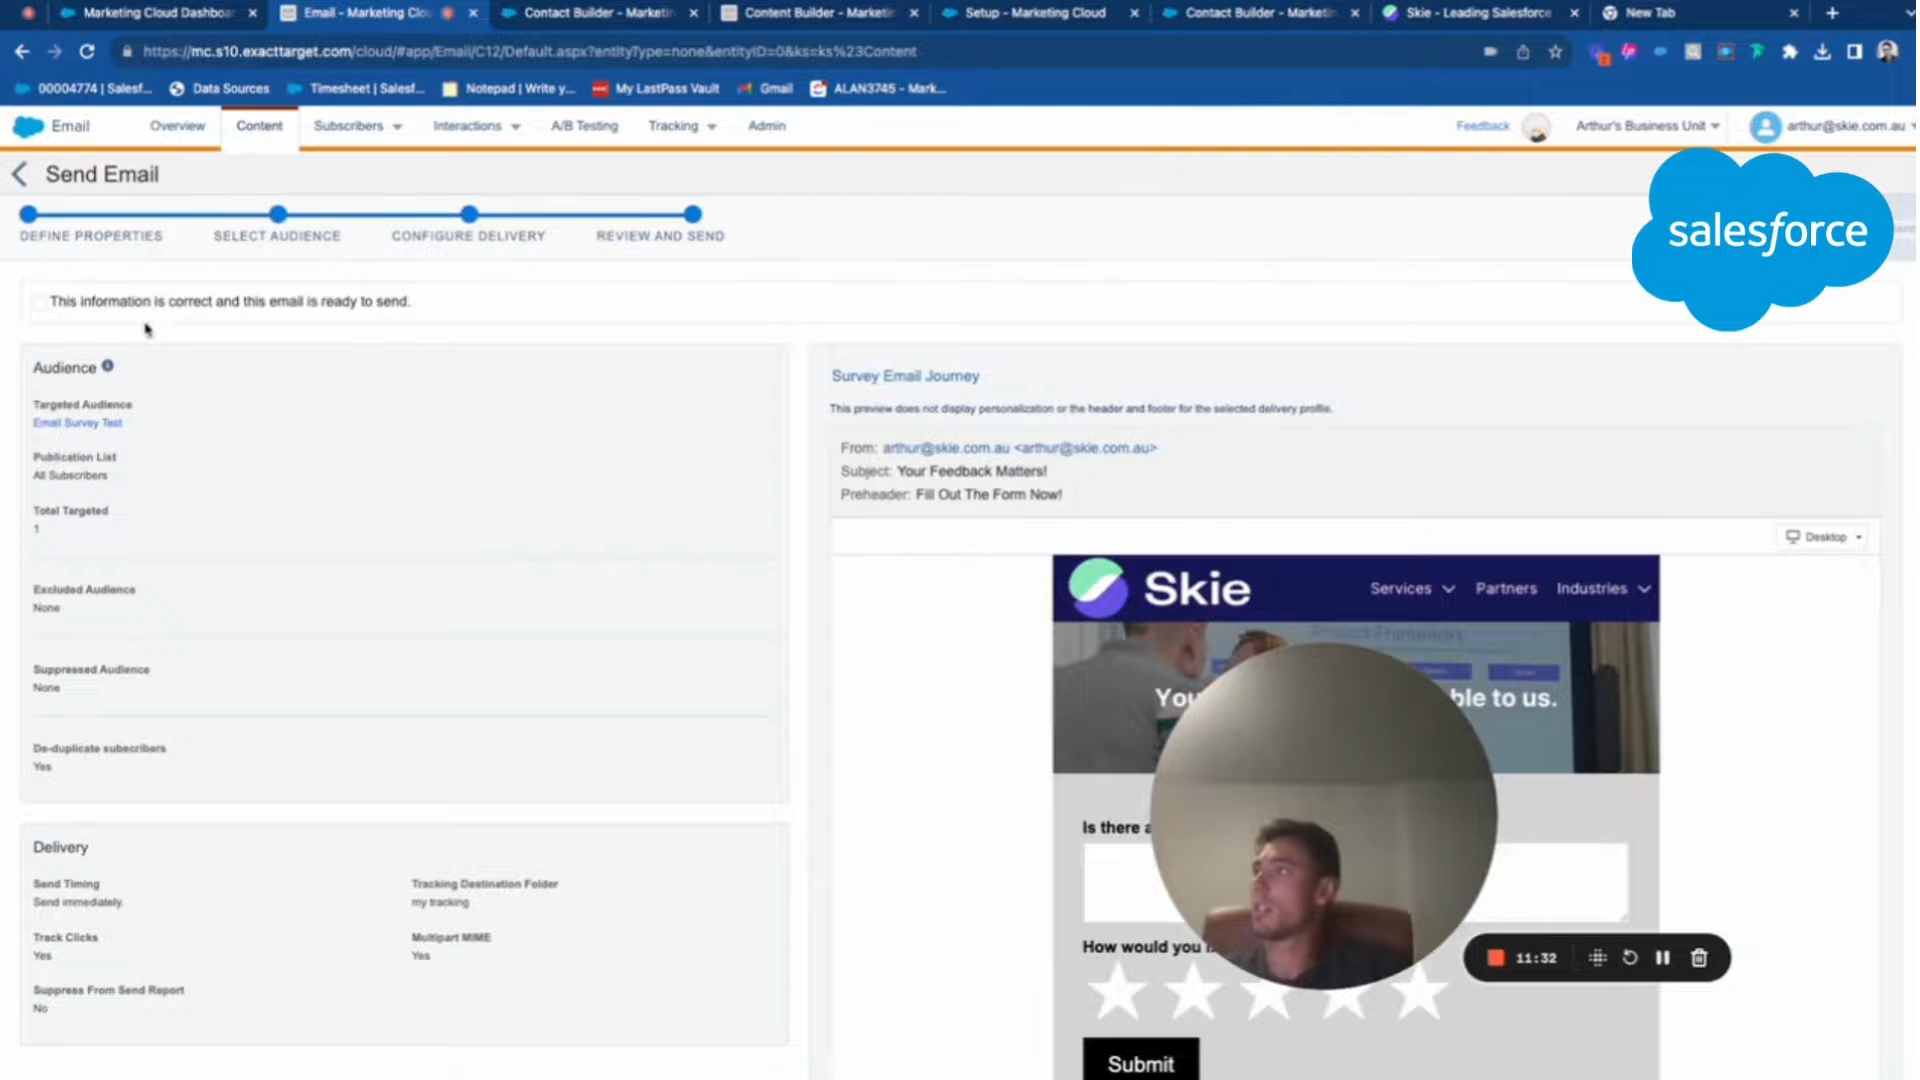 Marketing Cloud Dashbo
Email - Marketing Clo
Contact Builder - Marketin
Content Builder - Marketin
Setup - Marketing Cloud
Contact Builder - Marketin
Skie - Leading Salesforce
New Tab
https://mc.s10.exacttarget.com/cloud/#app/Email/C12/Default.aspx?entityType=none&entityID=0&ks=ks%23Content
00004774 | Salesf...
Data Sources
Timesheet | Salesf...
Notepad | Write y...
My LastPass Vault
Gmail
ALAN3745 - Mark...
Email
Overview
Content
Subscribers
Interactions
A/B Testing
Tracking
Admin
Feedback
Arthur's Business Unit
arthur@skie.com.au
Send Email
salesforce
DEFINE PROPERTIES
SELECT AUDIENCE
CONFIGURE DELIVERY
REVIEW AND SEND
This information is correct and this email is ready to send.
Audience
Targeted Audience
Email Survey Test
Publication List
All Subscribers
Total Targeted
1
Excluded Audience
None
Suppressed Audience
None
De-duplicate subscribers
Yes
Delivery
Send Timing
Send immediately
Tracking Destination Folder
my tracking
Track Clicks
Yes
Multipart MIME
Yes
Suppress From Send Report
No
Survey Email Journey
This preview does not display personalization or the header and footer for the selected delivery profile.
From: arthur@skie.com.au <arthur@skie.com.au>
Subject: Your Feedback Matters!
Preheader: Fill Out The Form Now!
Desktop
Skie
Services
Partners
Industries
You ble to us.
Is there a
How would you
11:32
Submit